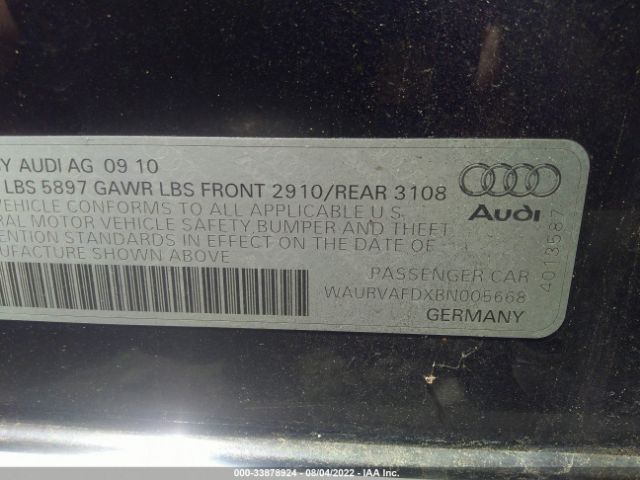 Y AUDI AG 09 10
LBS 5897 GAWR LBS FRONT 2910/REAR 3108
VEHICLE CONFORMS TO ALL APPLICABLE U.S.
RAL MOTOR VEHICLE SAFETY, BUMPER AND THEFT
ENTION STANDARDS IN EFFECT ON THE DATE OF
UFACTURE SHOWN ABOVE
PASSENGER CAR
WAURVAFDXBN005668
GERMANY
Audi
4013587
000-33878924 - 08/04/2022 - IAA Inc.